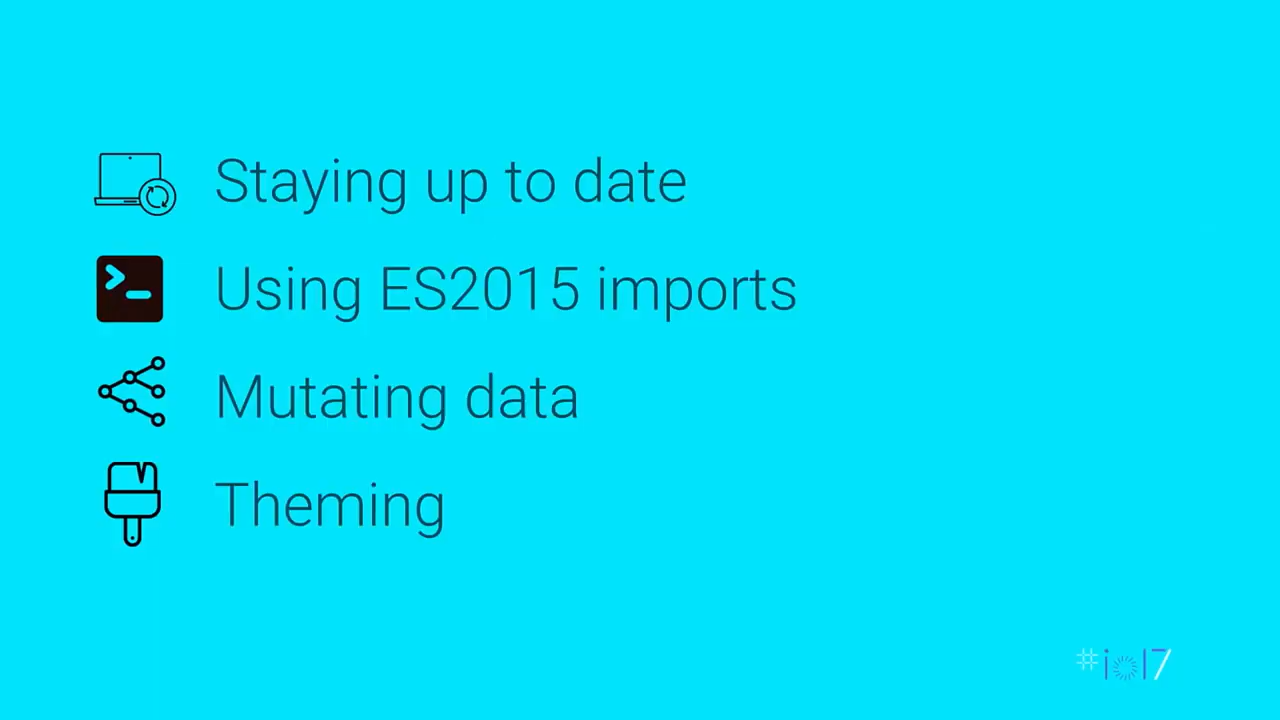 Staying up to date
Using ES2015 imports
Mutating data
Theming
#io17